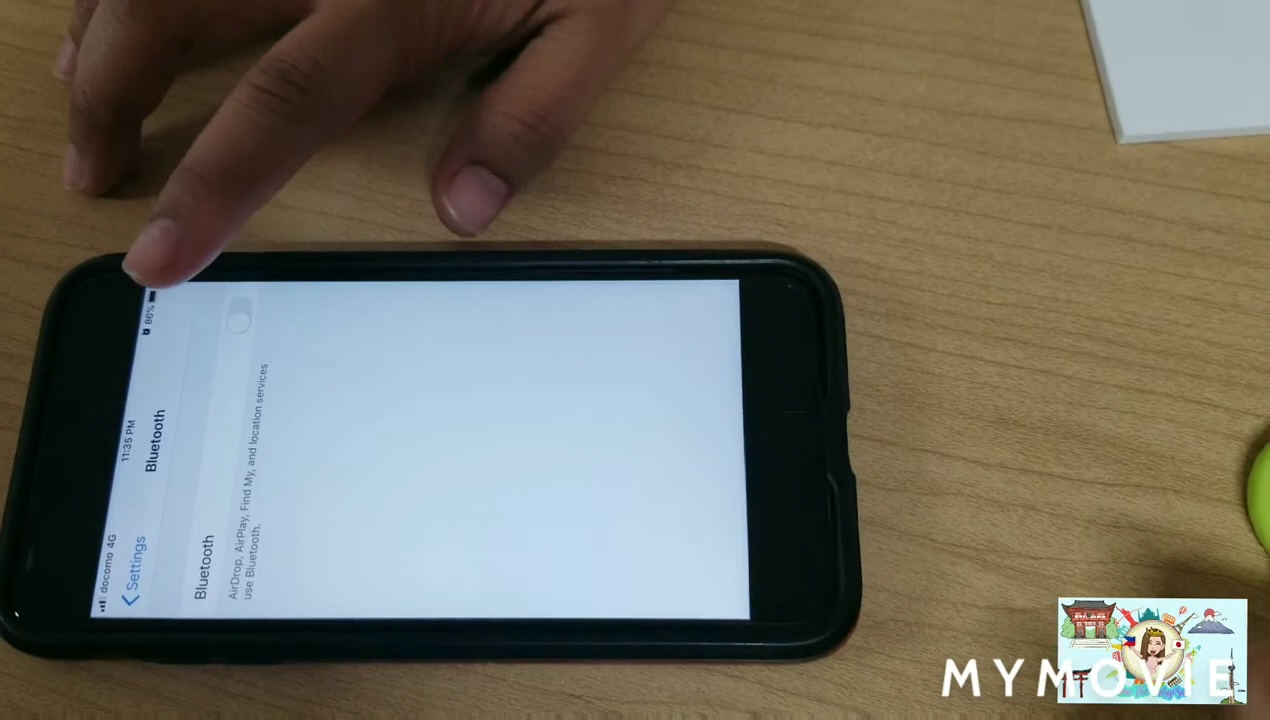 docomo 4G
11:35 PM
86%
Settings
Bluetooth
Bluetooth
AirDrop, AirPlay, Find My, and location services
use Bluetooth.
MYMOVIE